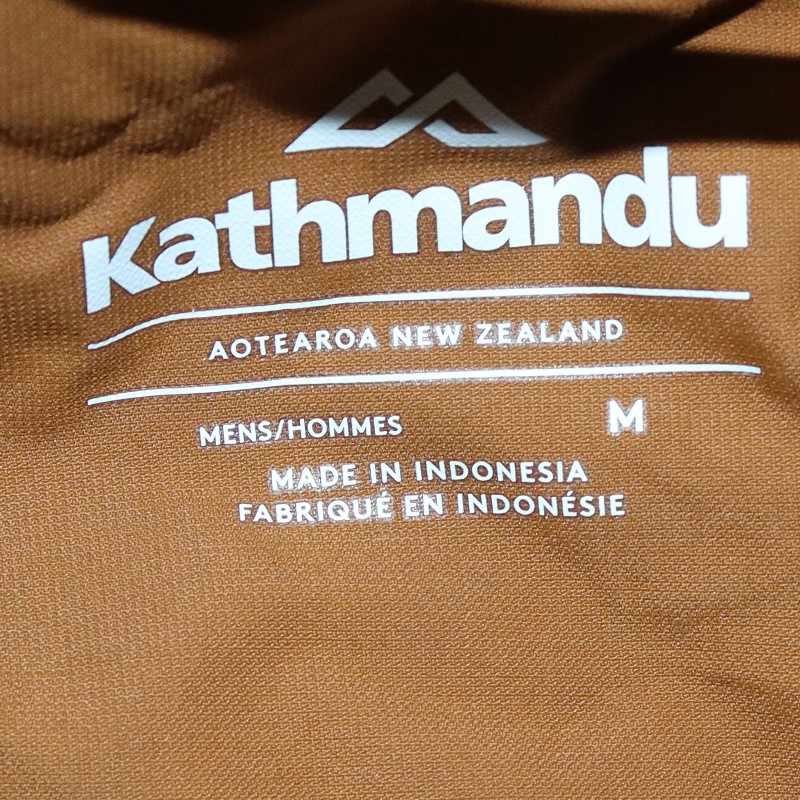 Kathmandu
AOTEAROA NEW ZEALAND
MENS/HOMMES M
MADE IN INDONESIA
FABRIQUÉ EN INDONÉSIE